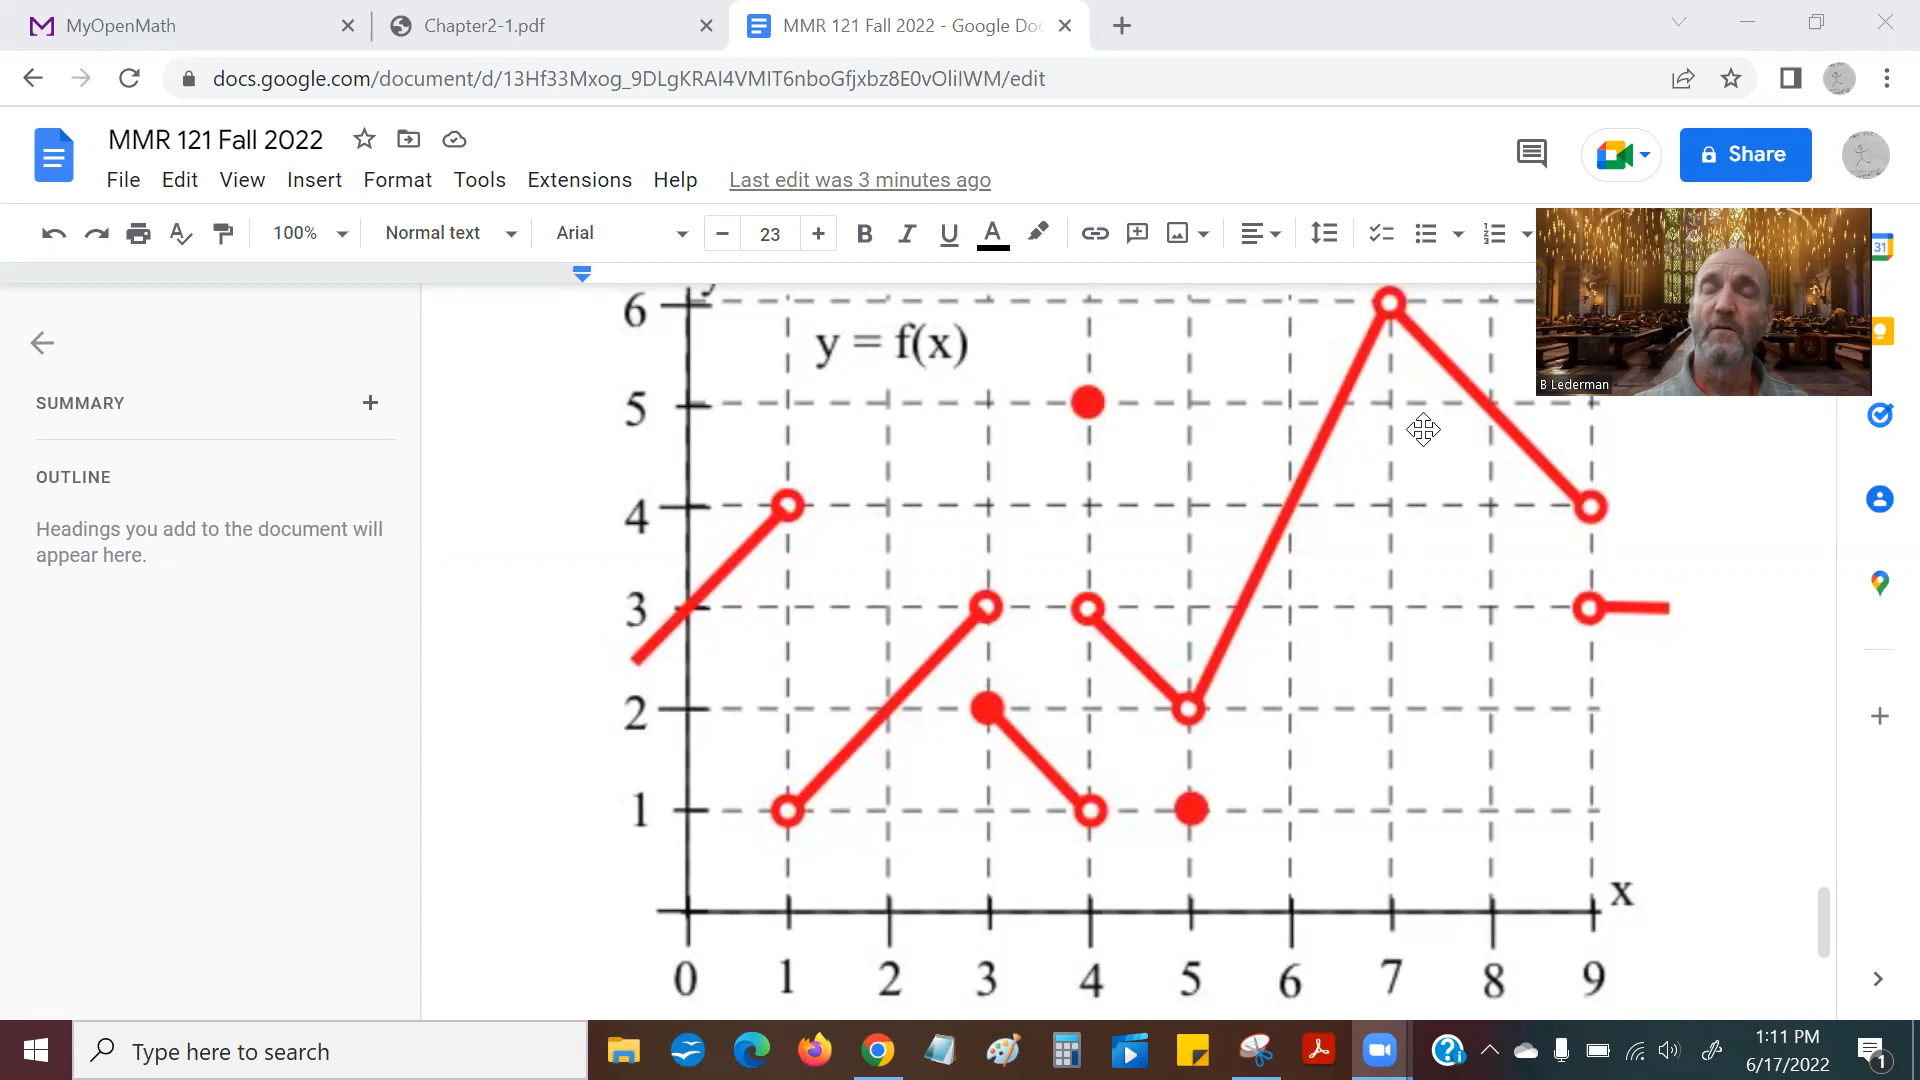 MyOpenMath
Chapter2-1.pdf
MMR 121 Fall 2022 - Google Doc
docs.google.com/document/d/13Hf33Mxog_9DLgKRAI4VMIT6nboGfjxbz8E0vOliIWM/edit
MMR 121 Fall 2022
Share
File Edit View Insert Format Tools Extensions Help Last edit was 3 minutes ago
100% Normal text Arial 23 B I U A
31
SUMMARY
OUTLINE
Headings you add to the document will
appear here.
B Lederman
y = f(x)
6
5
4
3
2
1
x
0 1 2 3 4 5 6 7 8 9
Type here to search
1:11 PM
6/17/2022
1